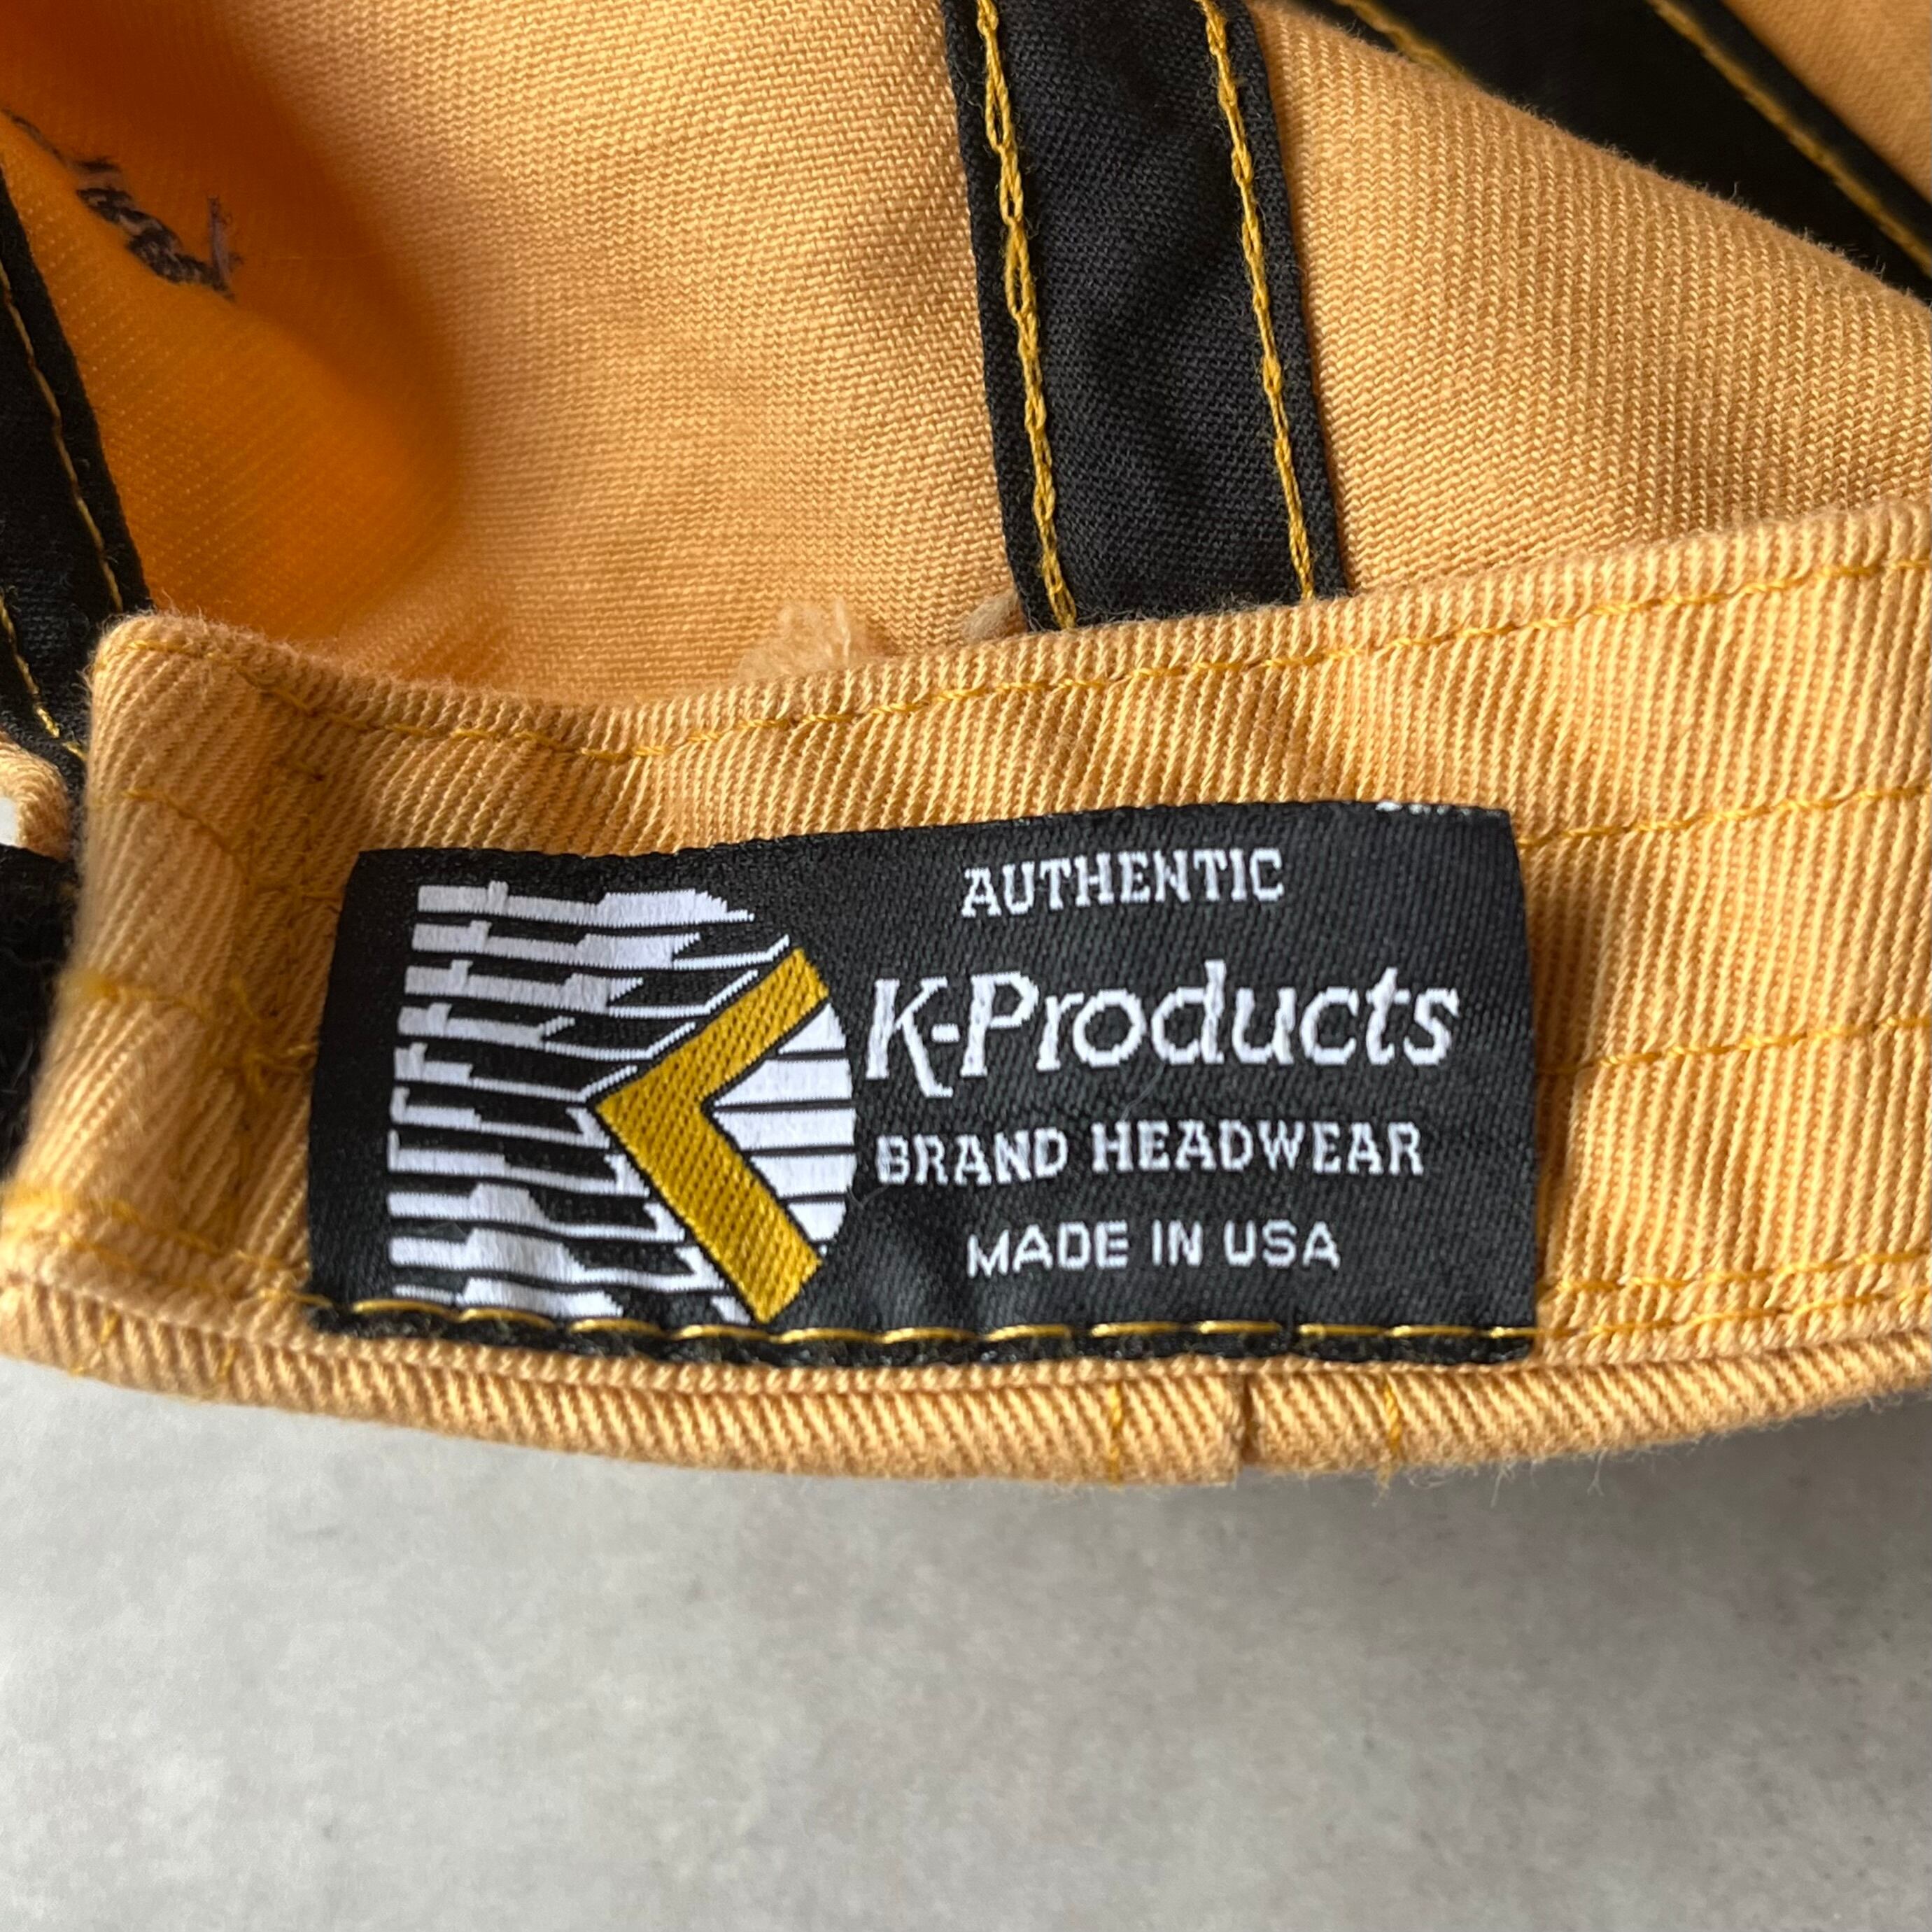 AUTHENTIC
K-Products
BRAND HEADWEAR
MADE IN USA